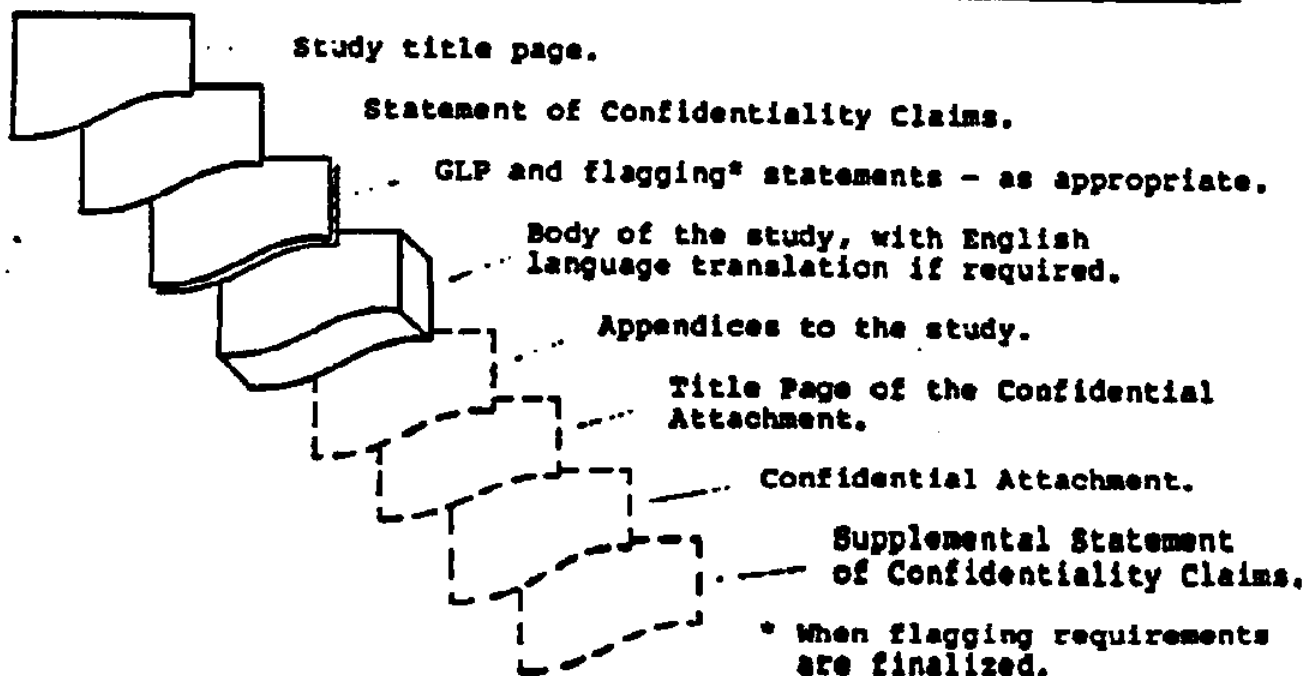 Study title page.
Statement of Confidentiality Claims.
GLP and flagging* statements - as appropriate.
Body of the study, with English
language translation if required.
Appendices to the study.
Title Page of the Confidential
Attachment.
Confidential Attachment.
Supplemental Statement
of Confidentiality Claims.
* When flagging requirements
are finalized.